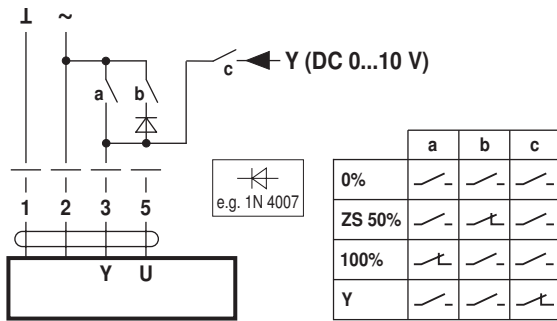 ⊥ ~
c Y (DC 0...10 V)
a b
e.g. 1N 4007
1 2 3 5
Y U
a b c
0%
ZS 50%
100%
Y